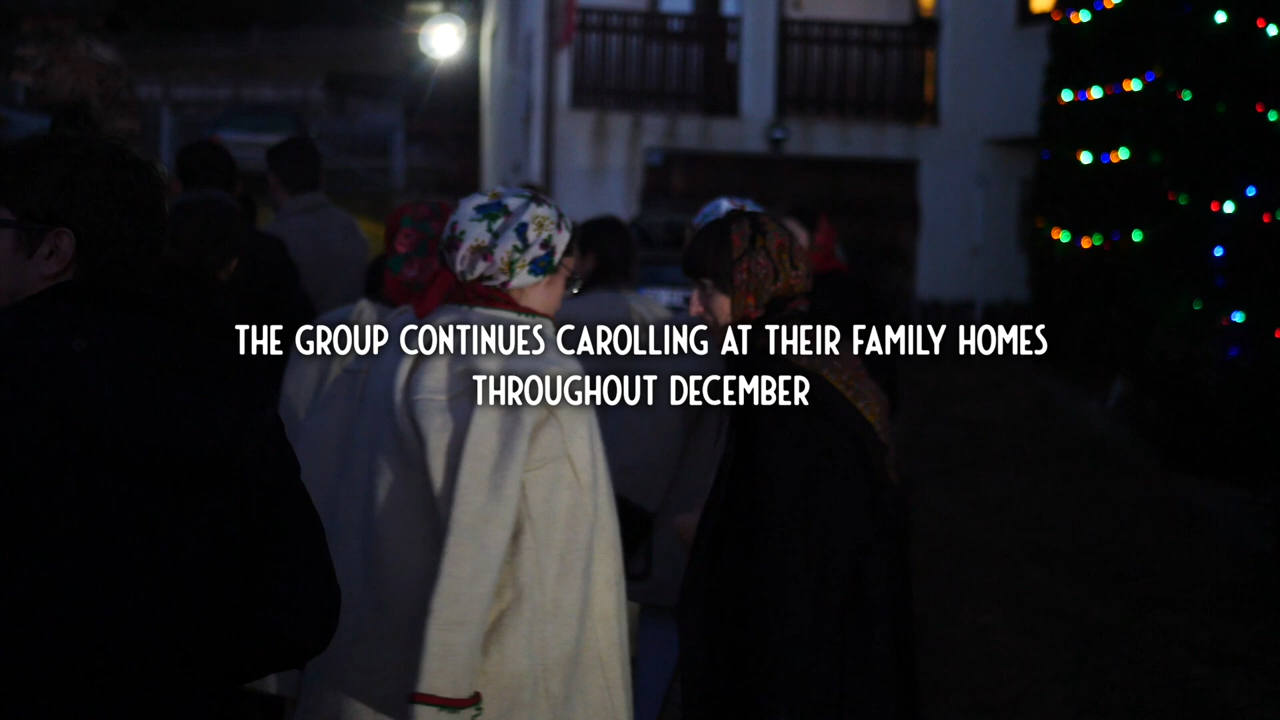 THE GROUP CONTINUES CAROLLING AT THEIR FAMILY HOMES
THROUGHOUT DECEMBER